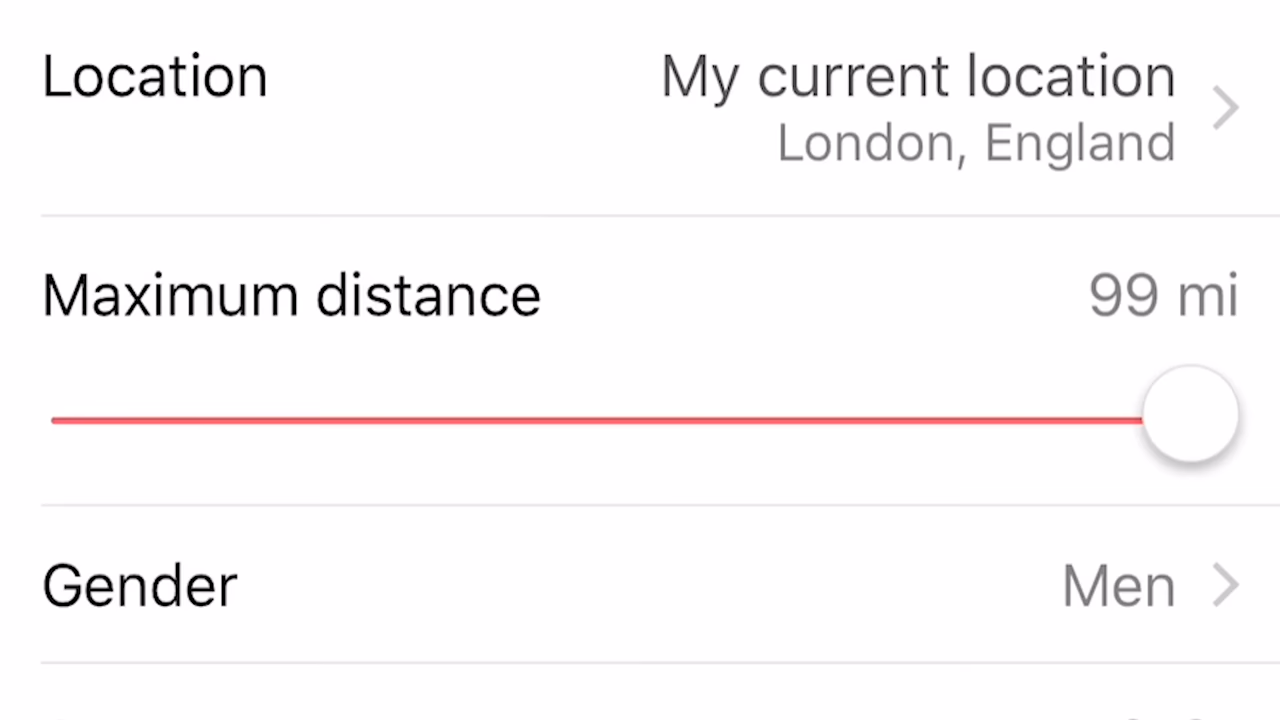 Location
My current location
London, England
Maximum distance
99 mi
Gender
Men